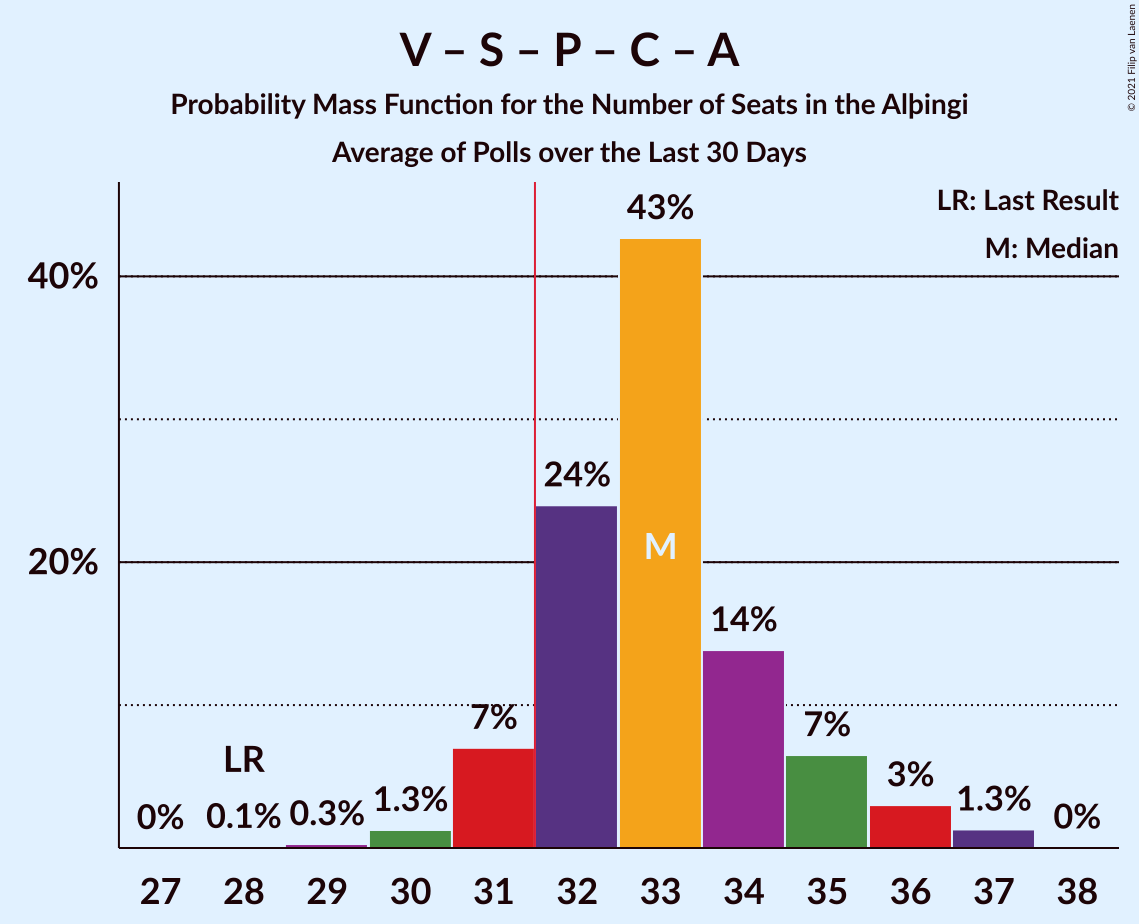 V – S – P – C – A
Probability Mass Function for the Number of Seats in the Alþingi
Average of Polls over the Last 30 Days
© 2021 Filip van Laenen
LR: Last Result
M: Median
40%
20%
0%
LR
0.1%
0.3%
1.3%
7%
24%
43%
M
14%
7%
3%
1.3%
0%
27 28 29 30 31 32 33 34 35 36 37 38